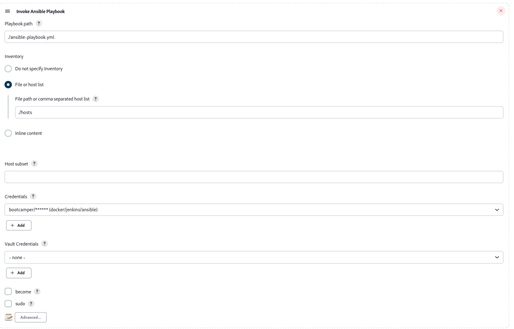 Invoke Ansible Playbook
Playbook path ?
/ansible-playbook.yml
Inventory
Do not specify Inventory
File or host list
File path or comma separated host list ?
/hosts
Inline content
Host subset ?
Credentials ?
bootcamper/****** (docker/jenkins/ansible)
+ Add
Vault Credentials ?
- none -
+ Add
become ?
sudo ?
Advanced...